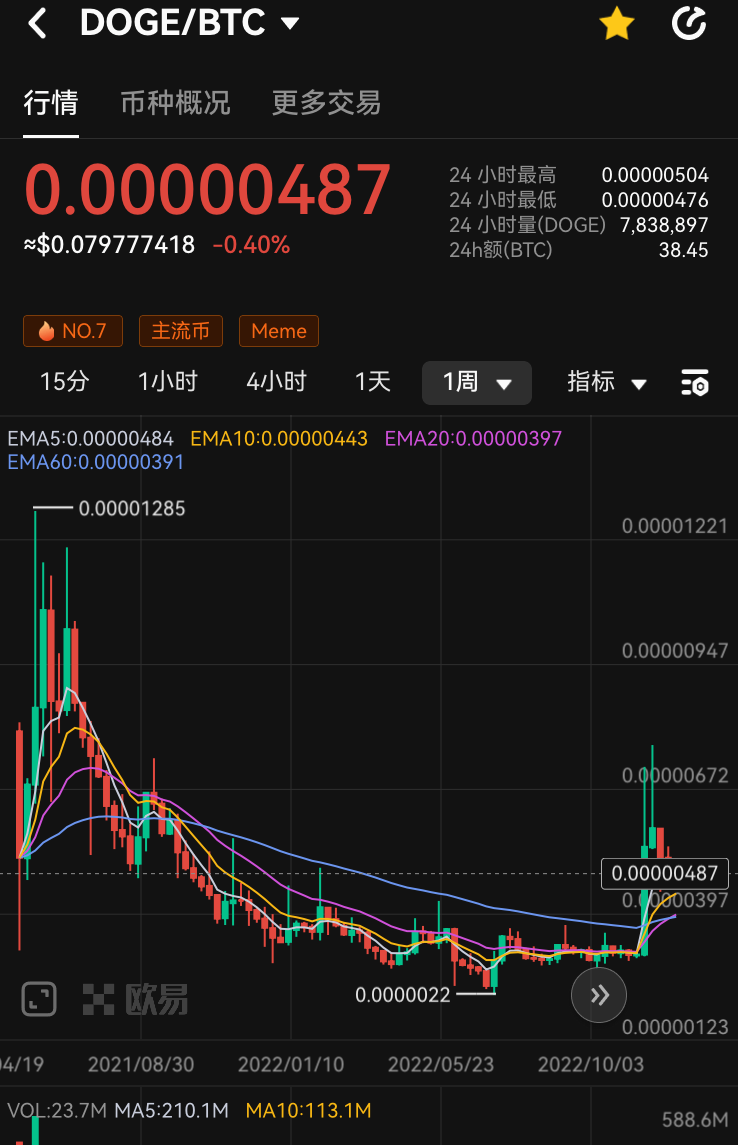 DOGE/BTC
行情 币种概况 更多交易
0.00000487
≈$0.079777418 -0.40%
24 小时最高 0.00000504
24 小时最低 0.00000476
24 小时量(DOGE) 7,838,897
24h额(BTC) 38.45
NO.7 主流币 Meme
15分 1小时 4小时 1天 1周 指标
EMA5:0.00000484 EMA10:0.00000443 EMA20:0.00000397
EMA60:0.00000391
0.00001285
0.00001221
0.00000947
0.00000672
0.00000487
0.00000397
0.0000022
欧易
0.00000123
04/19 2021/08/30 2022/01/10 2022/05/23 2022/10/03
VOL:23.7M MA5:210.1M MA10:113.1M
588.6M